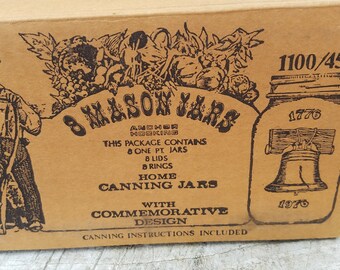 1100/45
8 MASON JARS
ANCHOR
HOCKING
THIS PACKAGE CONTAINS
8 ONE PT. JARS
8 LIDS
8 RINGS
HOME
CANNING JARS
WITH
COMMEMORATIVE
DESIGN
CANNING INSTRUCTIONS INCLUDED
1776
1976